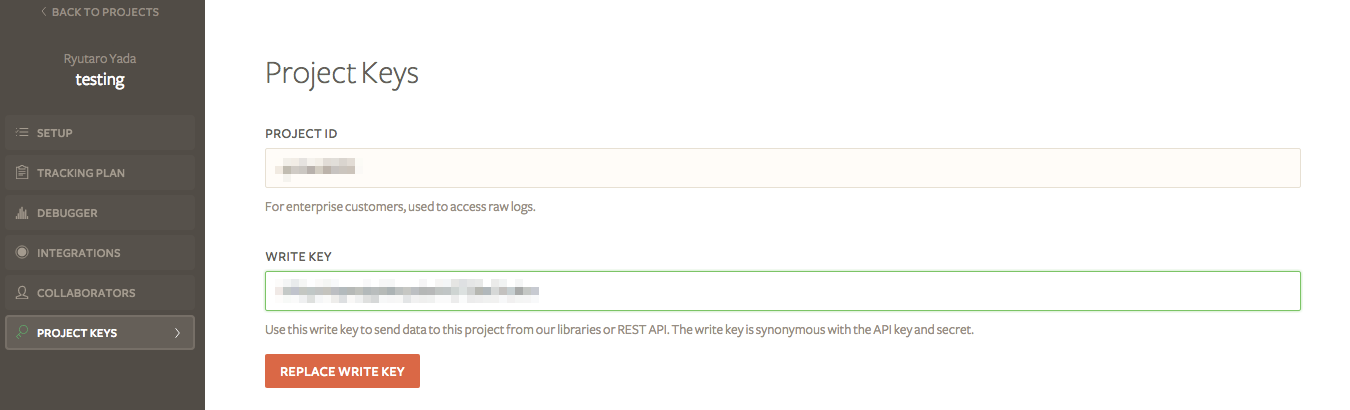 BACK TO PROJECTS
Ryutaro Yada
testing
SETUP
TRACKING PLAN
DEBUGGER
INTEGRATIONS
COLLABORATORS
PROJECT KEYS
Project Keys
PROJECT ID
For enterprise customers, used to access raw logs.
WRITE KEY
Use this write key to send data to this project from our libraries or REST API. The write key is synonymous with the API key and secret.
REPLACE WRITE KEY